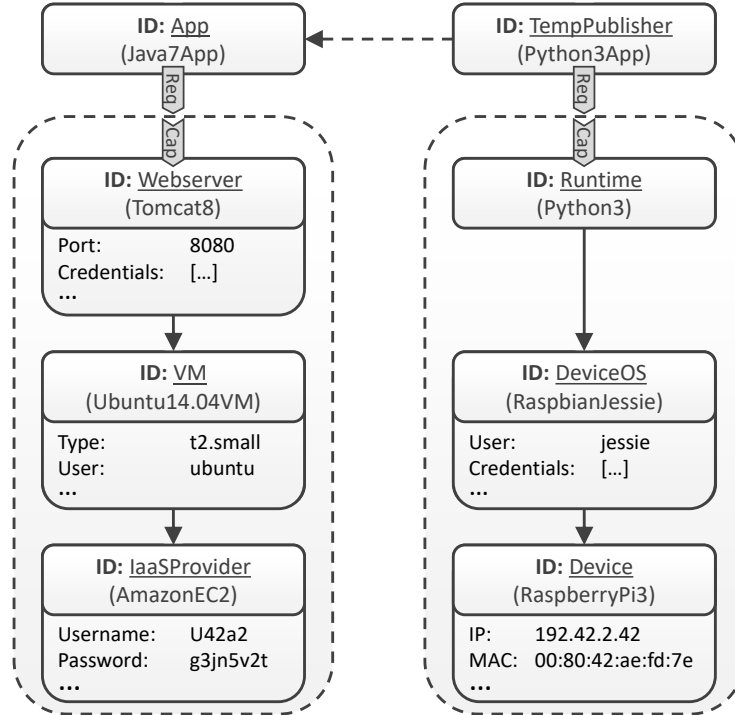 ID: App
(Java7App)
Req
Cap
ID: Webserver
(Tomcat8)
Port: 8080
Credentials: […]
...
ID: VM
(Ubuntu14.04VM)
Type: t2.small
User: ubuntu
...
ID: IaaSProvider
(AmazonEC2)
Username: U42a2
Password: g3jn5v2t
...
ID: TempPublisher
(Python3App)
Req
Cap
ID: Runtime
(Python3)
ID: DeviceOS
(RaspbianJessie)
User: jessie
Credentials: […]
...
ID: Device
(RaspberryPi3)
IP: 192.42.2.42
MAC: 00:80:42:ae:fd:7e
...